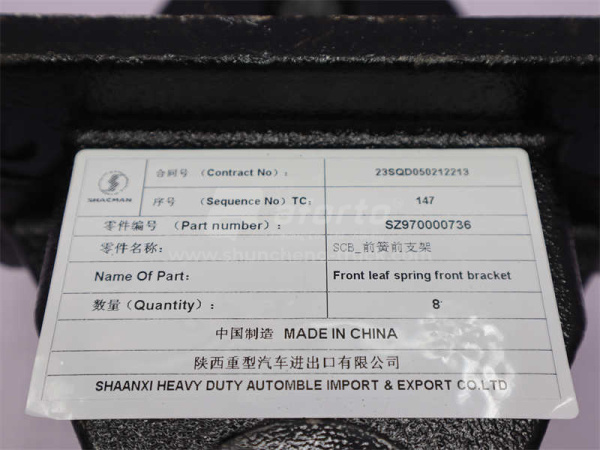 SHACMAN
合同号 (Contract No): 23SQD050212213
序号 (Sequence No) TC: 147
零件编号 (Part number): SZ970000736
零件名称: SCB_前簧前支架
Name Of Part: Front leaf spring front bracket
数量 (Quantity): 8
中国制造 MADE IN CHINA
陕西重型汽车进出口有限公司
SHAANXI HEAVY DUTY AUTOMBLE IMPORT & EXPORT CO.LTD